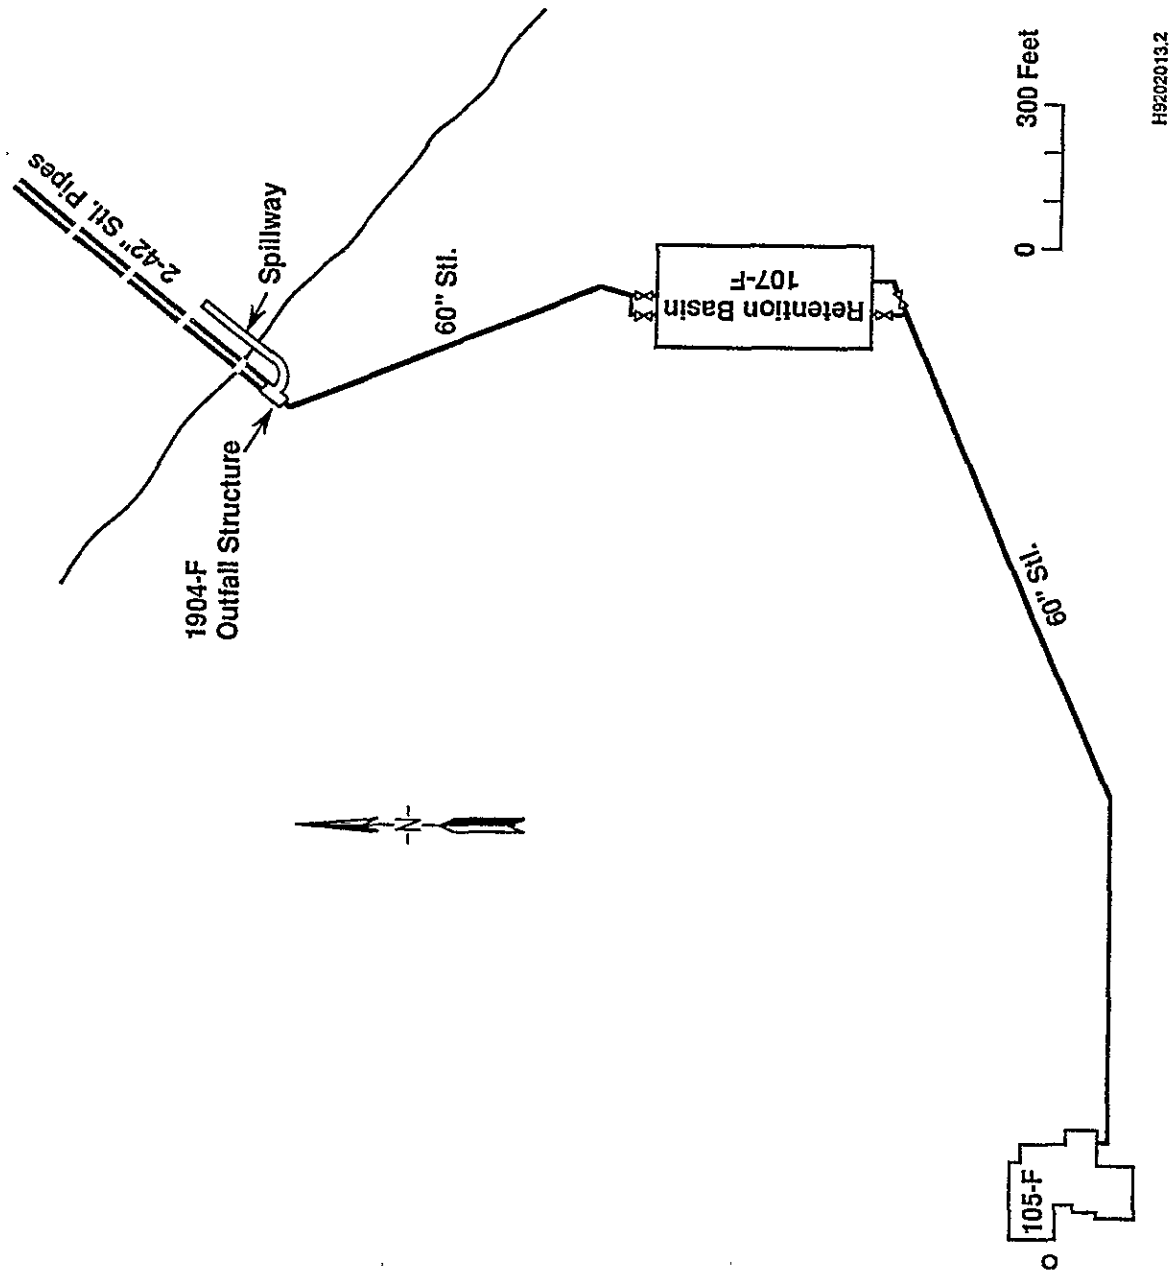 2-42" Stl. Pipes
Spillway
1904-F
Outfall Structure
60" Stl.
Retention Basin
107-F
-N-
60" Stl.
105-F
0
300 Feet
H9202013.2